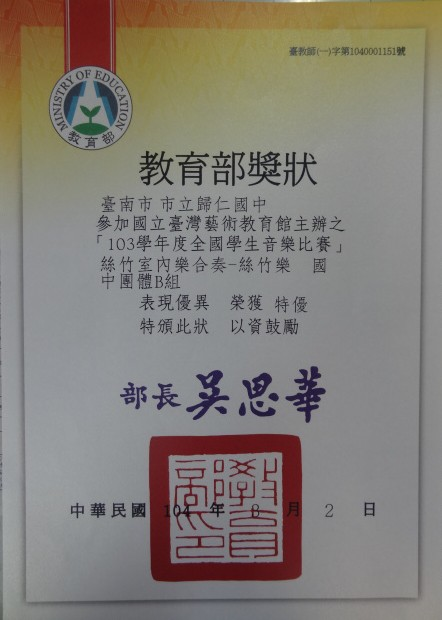 臺教師(一)字第1040001151號
MINISTRY OF EDUCATION
教育部
教育部獎狀
臺南市 市立歸仁國中
參加國立臺灣藝術教育館主辦之
「103學年度全國學生音樂比賽」
絲竹室內樂合奏-絲竹樂 國
中團體B組
表現優異 榮獲 特優
特頒此狀 以資鼓勵
部長 吳思華
中華民國 104 年 3 月 2 日
教育部印